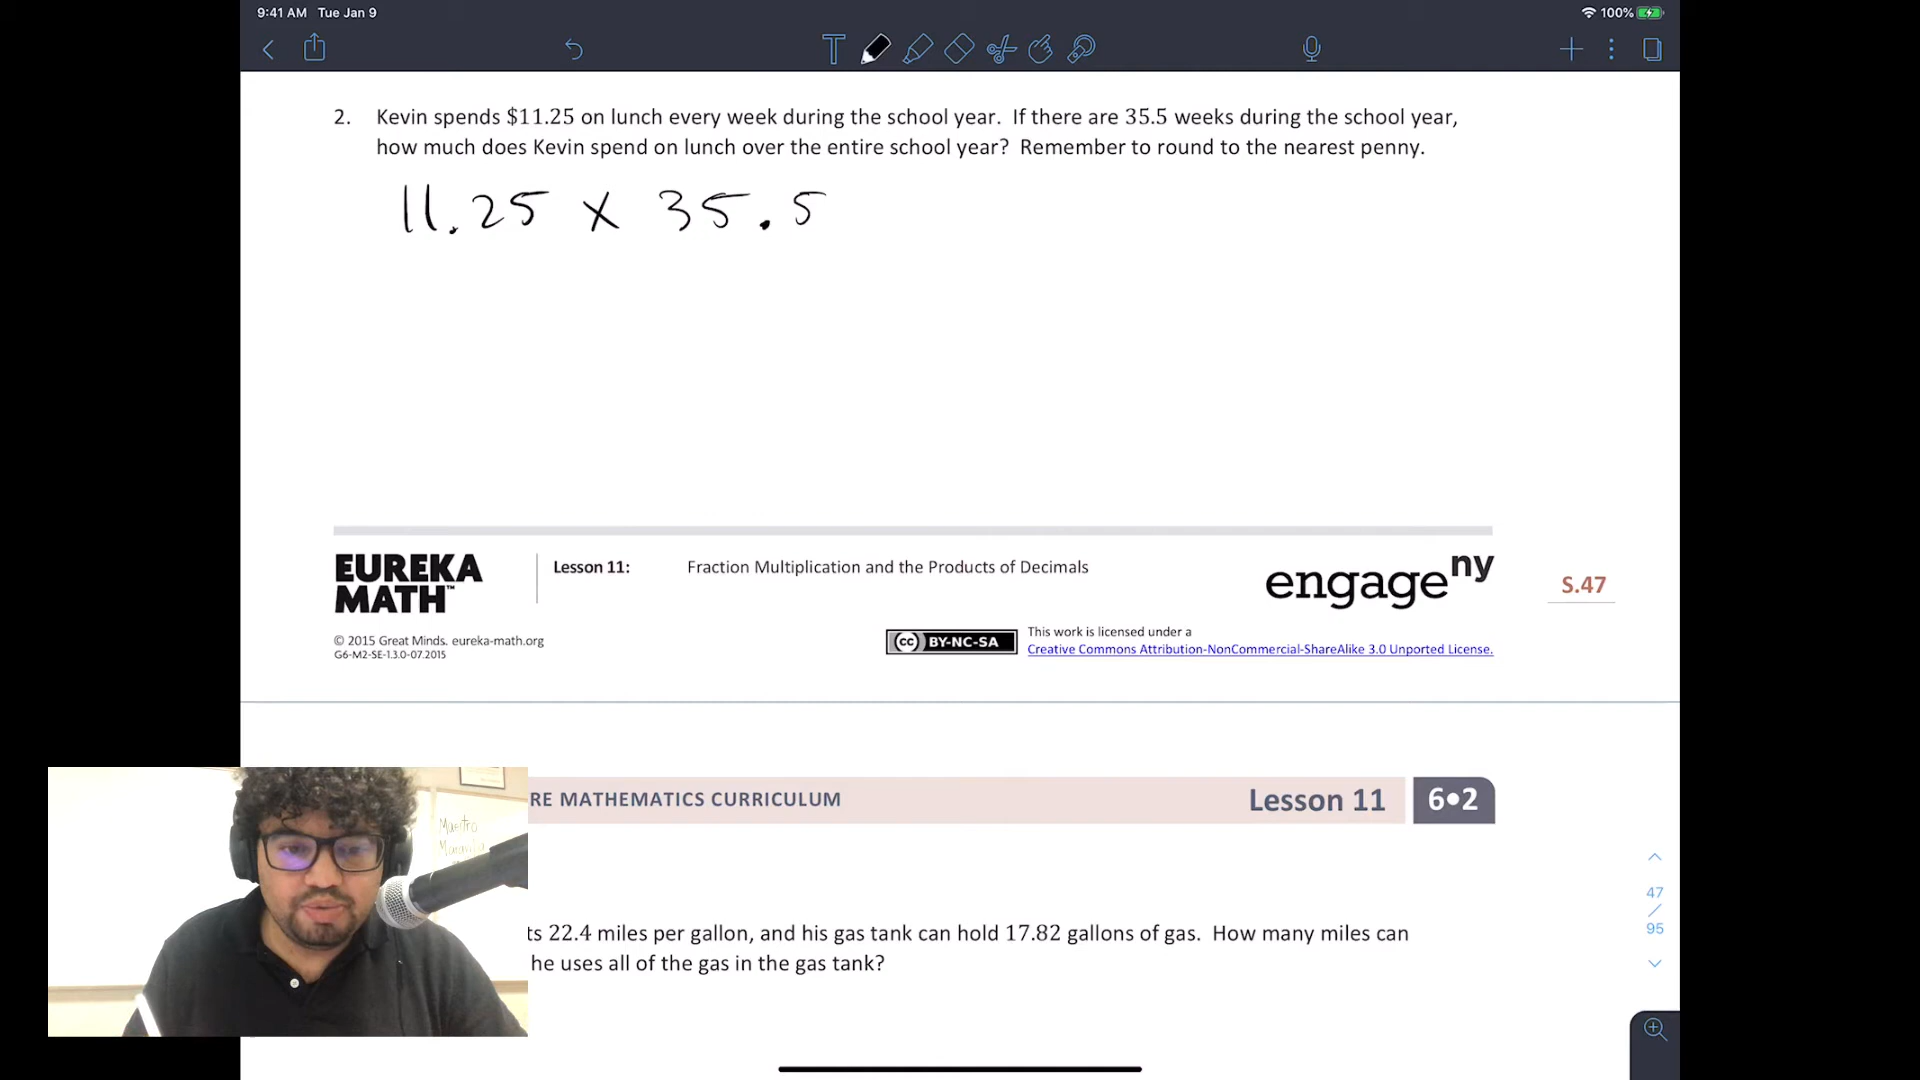 9:41 AM Tue Jan 9
100%
2. Kevin spends $11.25 on lunch every week during the school year. If there are 35.5 weeks during the school year,
how much does Kevin spend on lunch over the entire school year? Remember to round to the nearest penny.
11.25 x 35.5
EUREKA
MATH™
Lesson 11: Fraction Multiplication and the Products of Decimals
engageny
S.47
© 2015 Great Minds. eureka-math.org
G6-M2-SE-1.3.0-07.2015
cc BY-NC-SA
This work is licensed under a
Creative Commons Attribution-NonCommercial-ShareAlike 3.0 Unported License.
RE MATHEMATICS CURRICULUM
Lesson 11
6•2
Maestro
ts 22.4 miles per gallon, and his gas tank can hold 17.82 gallons of gas. How many miles can
he uses all of the gas in the gas tank?
47
/
95